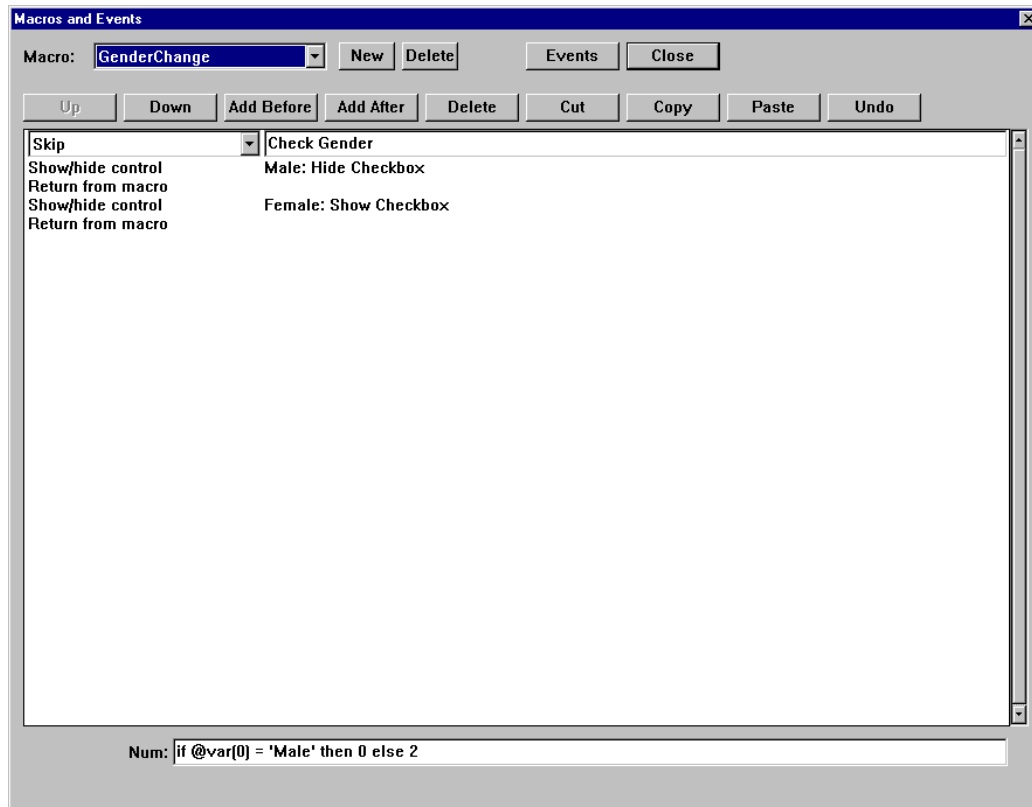 Macros and Events
Macro: GenderChange New Delete Events Close
Up Down Add Before Add After Delete Cut Copy Paste Undo
Skip Check Gender
Show/hide control Male: Hide Checkbox
Return from macro
Show/hide control Female: Show Checkbox
Return from macro
Num: if @var(0) = 'Male' then 0 else 2